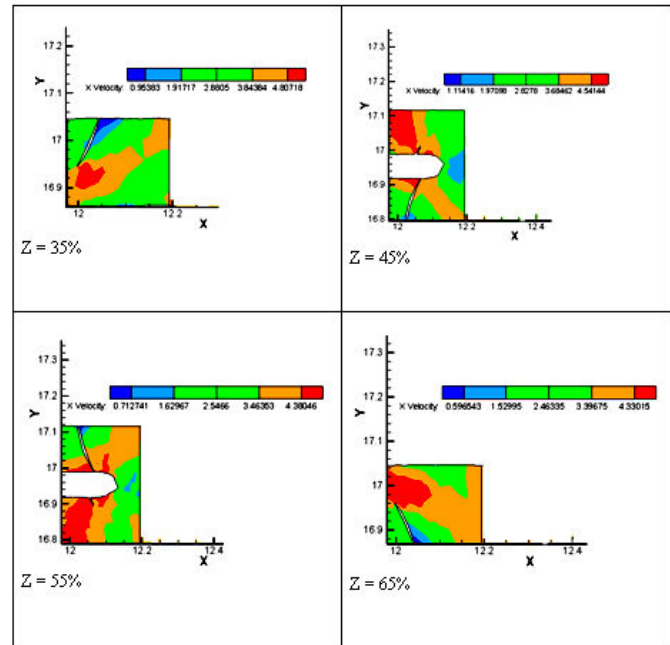 17.2
17.1
17
16.9
Y
X Velocity: 0.95383 1.91717 2.8805 3.84384 4.80718
12 12.2
X
Z = 35%
17.3
17.2
17.1
17
16.9
16.8
Y
X Velocity: 1.11416 1.97098 2.8278 3.68462 4.54144
12 12.2 12.4
X
Z = 45%
17.3
17.2
17.1
17
16.9
16.8
Y
X Velocity: 0.712741 1.62967 2.5466 3.46353 4.38046
12 12.2 12.4
X
Z = 55%
17.3
17.2
17.1
17
16.9
Y
X Velocity: 0.596543 1.52995 2.46335 3.39675 4.33015
12 12.2 12.4
X
Z = 65%